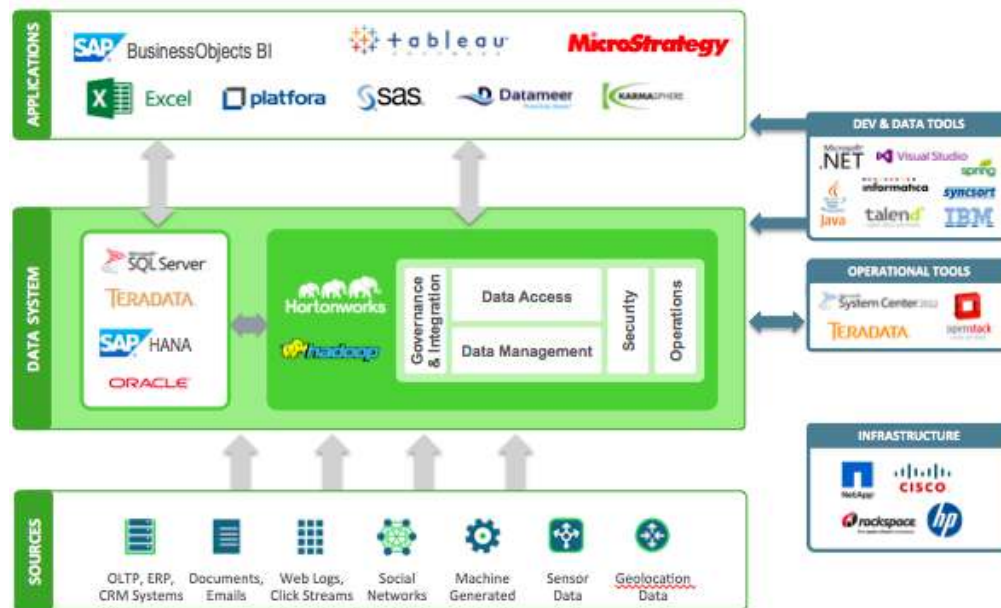 APPLICATIONS
SAP BusinessObjects BI
+ableau
SOFTWARE
MicroStrategy
X Excel
platfora
sas
Datameer
KARMASPHERE
DEV & DATA TOOLS
Microsoft
.NET
Visual Studio
spring
Java
informatica
syncsort
talend
IBM
DATA SYSTEM
SQL Server
TERADATA
SAP HANA
ORACLE
Hortonworks
hadoop
Governance
& Integration
Data Access
Data Management
Security
Operations
OPERATIONAL TOOLS
System Center 2012
TERADATA
openstack
INFRASTRUCTURE
NetApp
CISCO
rackspace
hp
SOURCES
OLTP, ERP,
CRM Systems
Documents,
Emails
Web Logs,
Click Streams
Social
Networks
Machine
Generated
Sensor
Data
Geolocation
Data